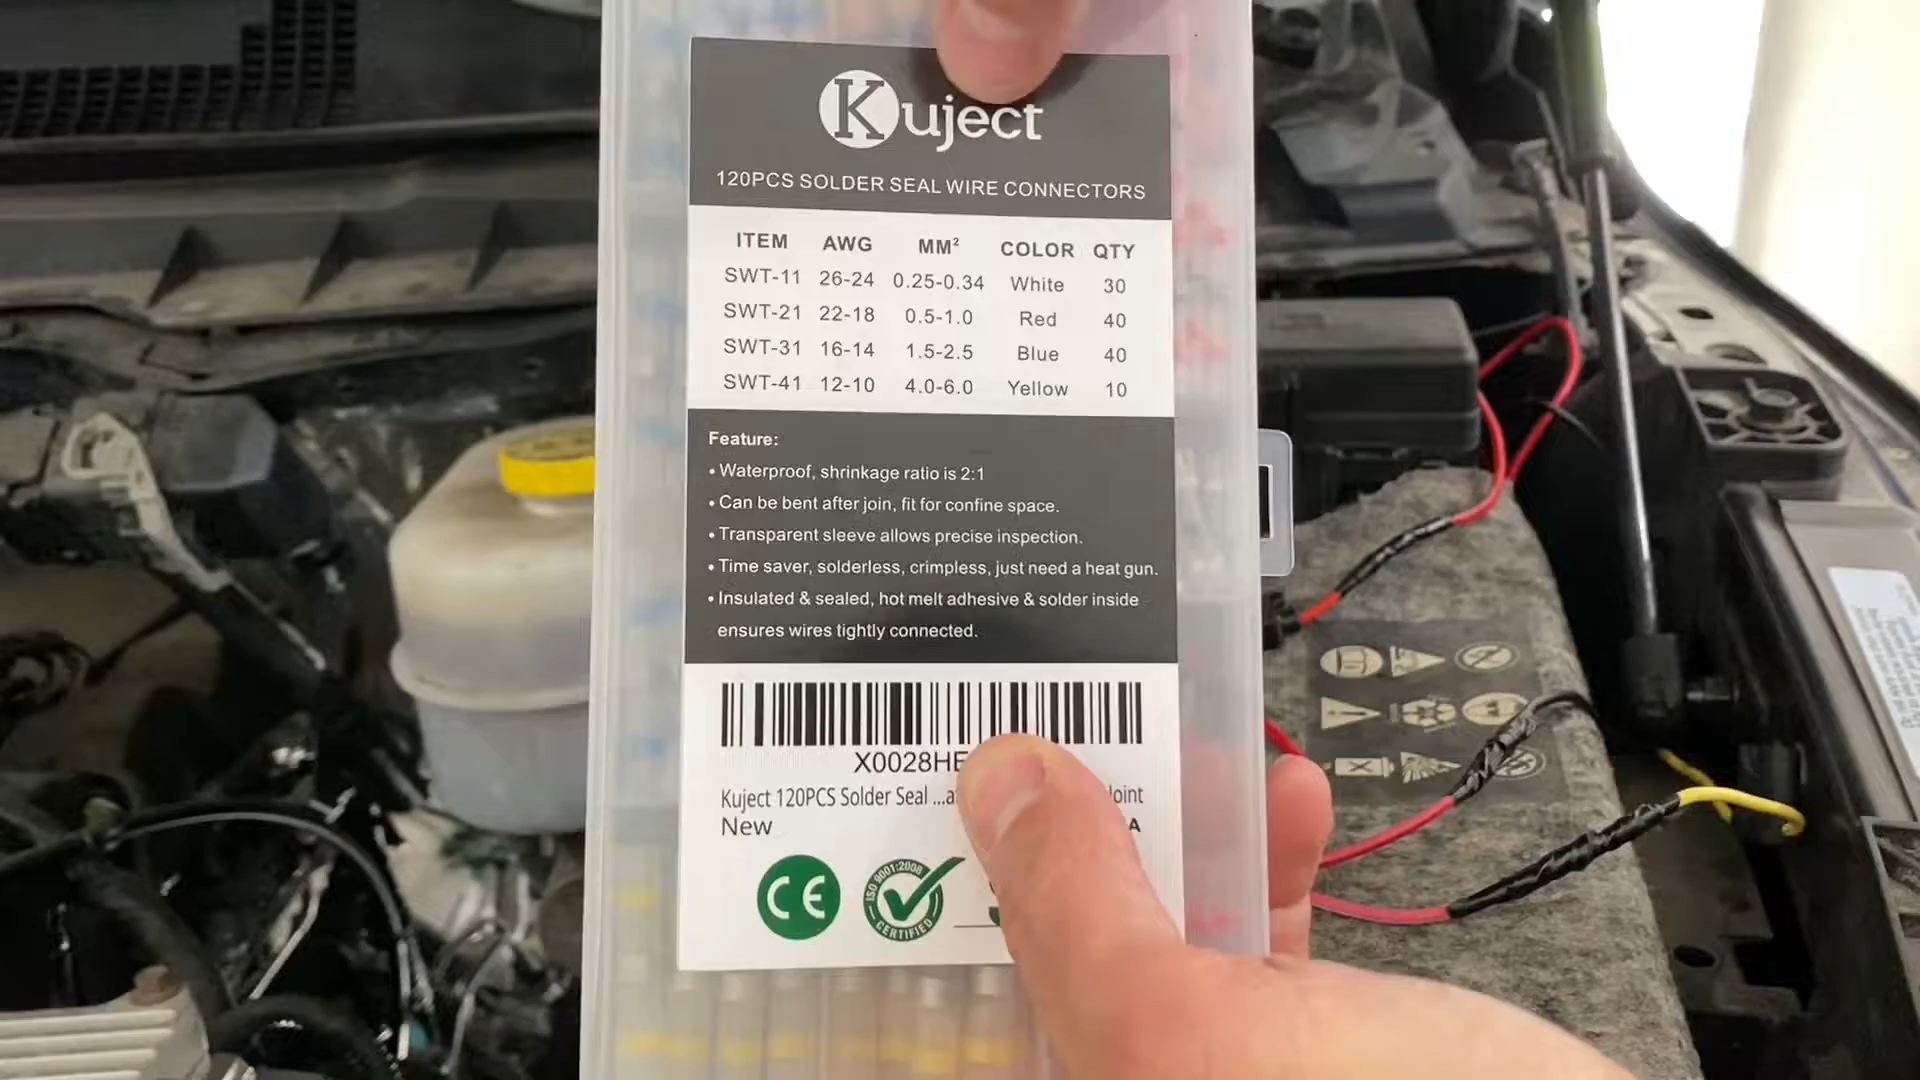 Kuject
120PCS SOLDER SEAL WIRE CONNECTORS
ITEM AWG MM² COLOR QTY
SWT-11 26-24 0.25-0.34 White 30
SWT-21 22-18 0.5-1.0 Red 40
SWT-31 16-14 1.5-2.5 Blue 40
SWT-41 12-10 4.0-6.0 Yellow 10
Feature:
• Waterproof, shrinkage ratio is 2:1
• Can be bent after join, fit for confine space.
• Transparent sleeve allows precise inspection.
• Time saver, solderless, crimpless, just need a heat gun.
• Insulated & sealed, hot melt adhesive & solder inside
ensures wires tightly connected.
X0028HE
Kuject 120PCS Solder Seal ...
New
CE
ISO 9001:2008
CERTIFIED